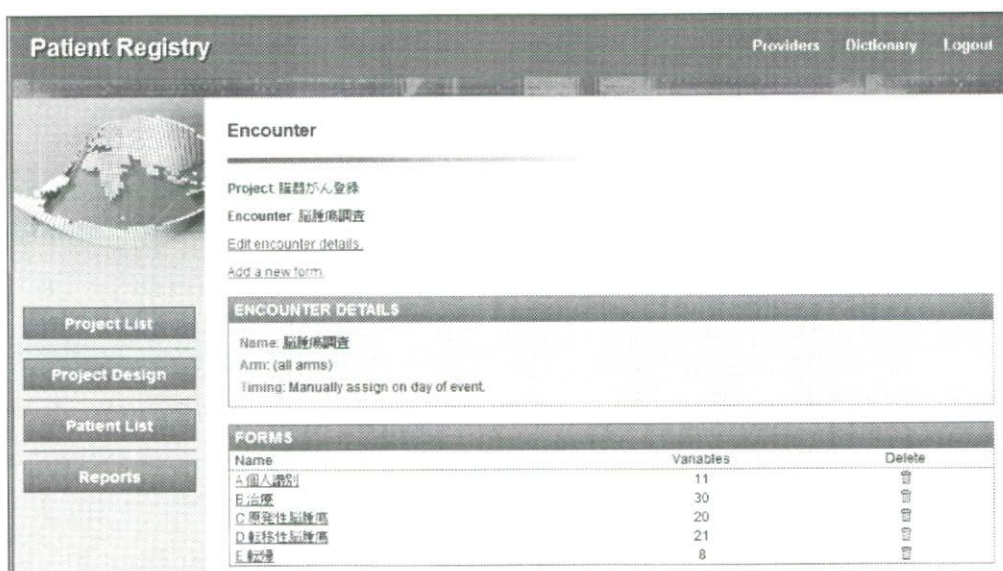 Patient Registry
Providers Dictionary Logout
Encounter
Project: 臓器がん登録
Encounter: 脳腫瘍調査
Edit encounter details.
Add a new form.
Project List
Project Design
Patient List
Reports
ENCOUNTER DETAILS
Name: 脳腫瘍調査
Arm: (all arms)
Timing: Manually assign on day of event.
FORMS
Name Variables Delete
A 個人識別 11
B 治療 30
C 原発性脳腫瘍 20
D 転移性脳腫瘍 21
E 転帰 8